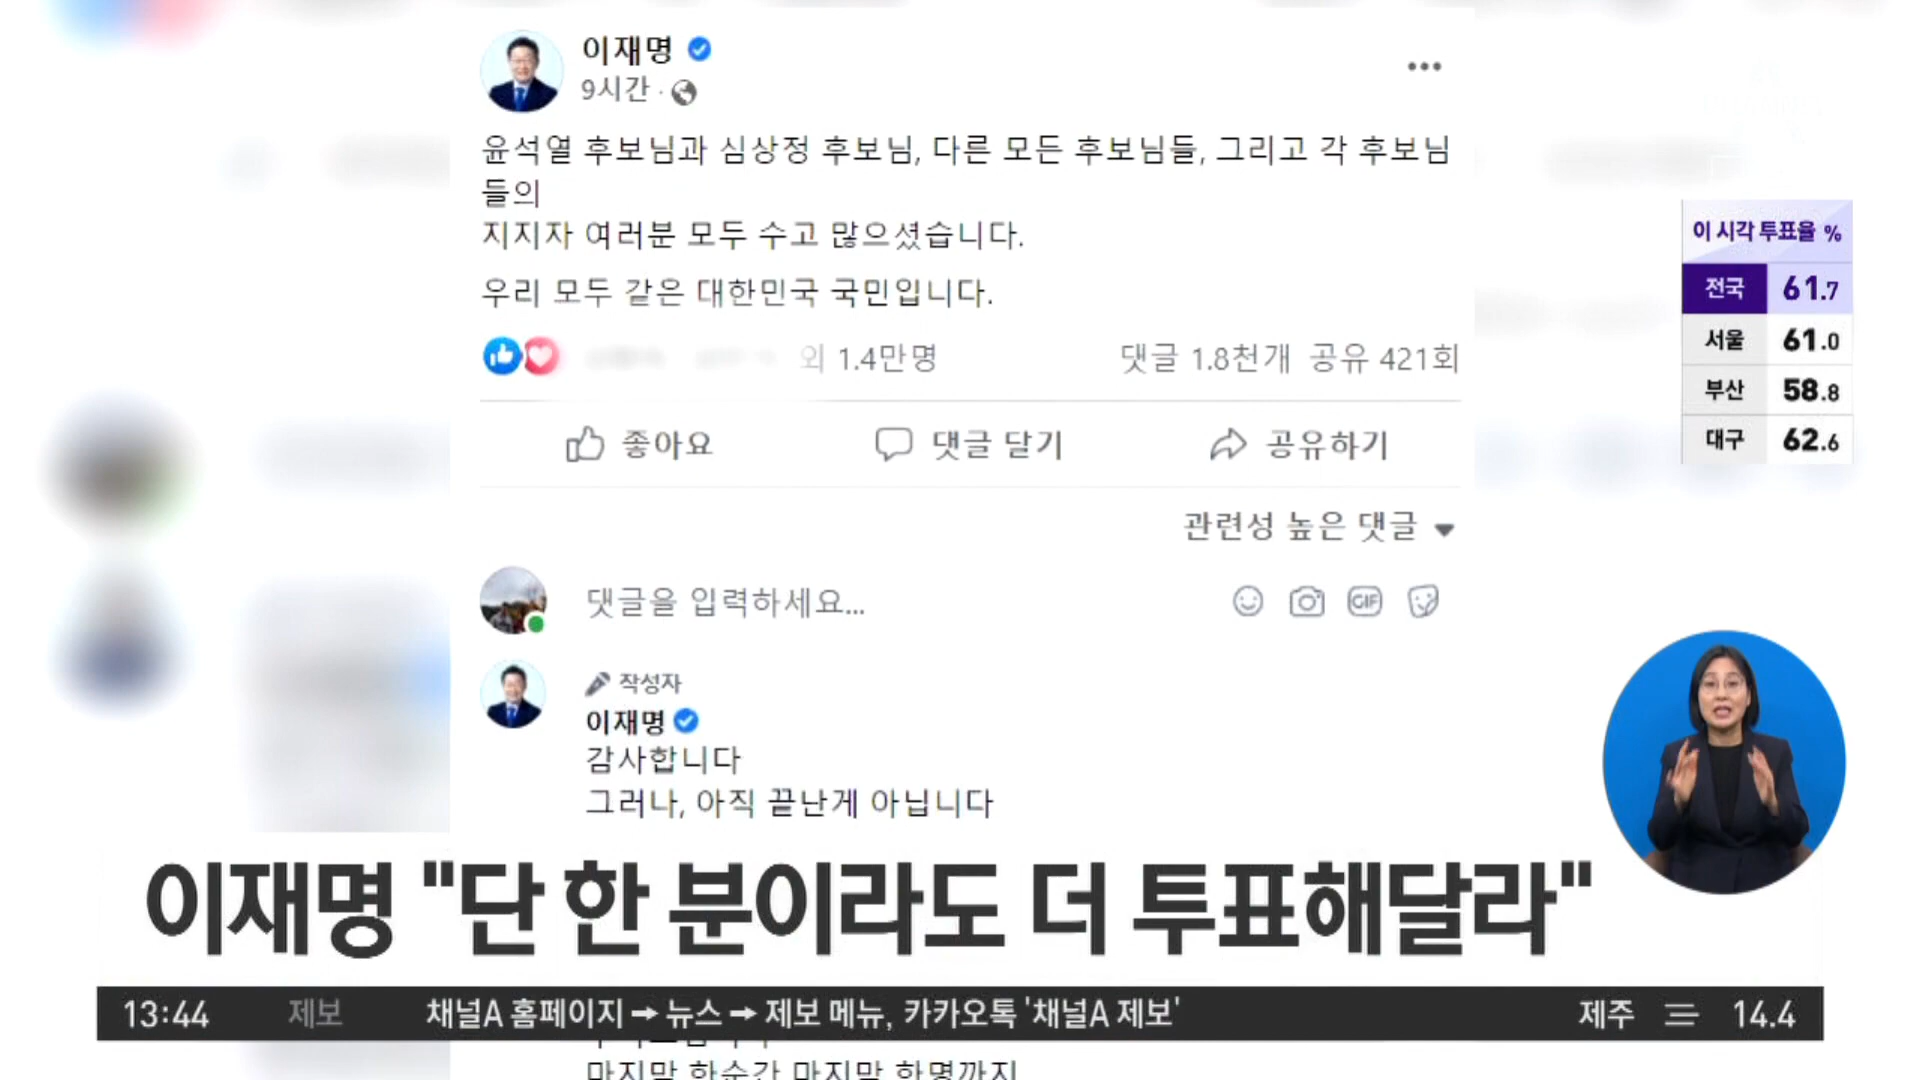 이재명
9시간 ·
윤석열 후보님과 심상정 후보님, 다른 모든 후보님들, 그리고 각 후보님
들의
지지자 여러분 모두 수고 많으셨습니다.
우리 모두 같은 대한민국 국민입니다.
외 1.4만명 댓글 1.8천개 공유 421회
좋아요 댓글 달기 공유하기
관련성 높은 댓글
댓글을 입력하세요...
GIF
작성자
이재명
감사합니다
그러나, 아직 끝난게 아닙니다
이 시각 투표율 %
전국 61.7
서울 61.0
부산 58.8
대구 62.6
이재명 "단 한 분이라도 더 투표해달라"
13:44 제보 채널A 홈페이지 → 뉴스 → 제보 메뉴, 카카오톡 '채널A 제보' 제주 14.4
마지막 한순간 마지막 한명까지